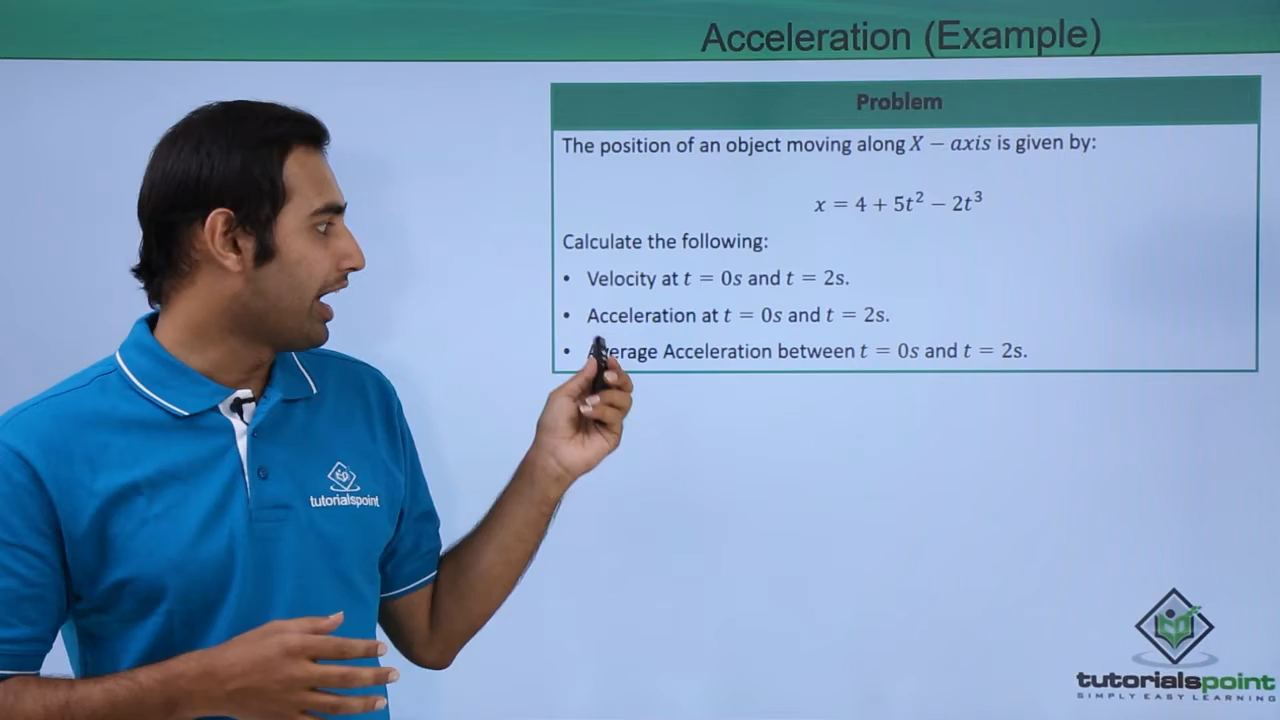 Acceleration (Example)
Problem
The position of an object moving along X − axis is given by:
x = 4 + 5t² − 2t³
Calculate the following:
• Velocity at t = 0s and t = 2s.
• Acceleration at t = 0s and t = 2s.
• Average Acceleration between t = 0s and t = 2s.
tutorialspoint
tutorialspoint
SIMPLY EASY LEARNING